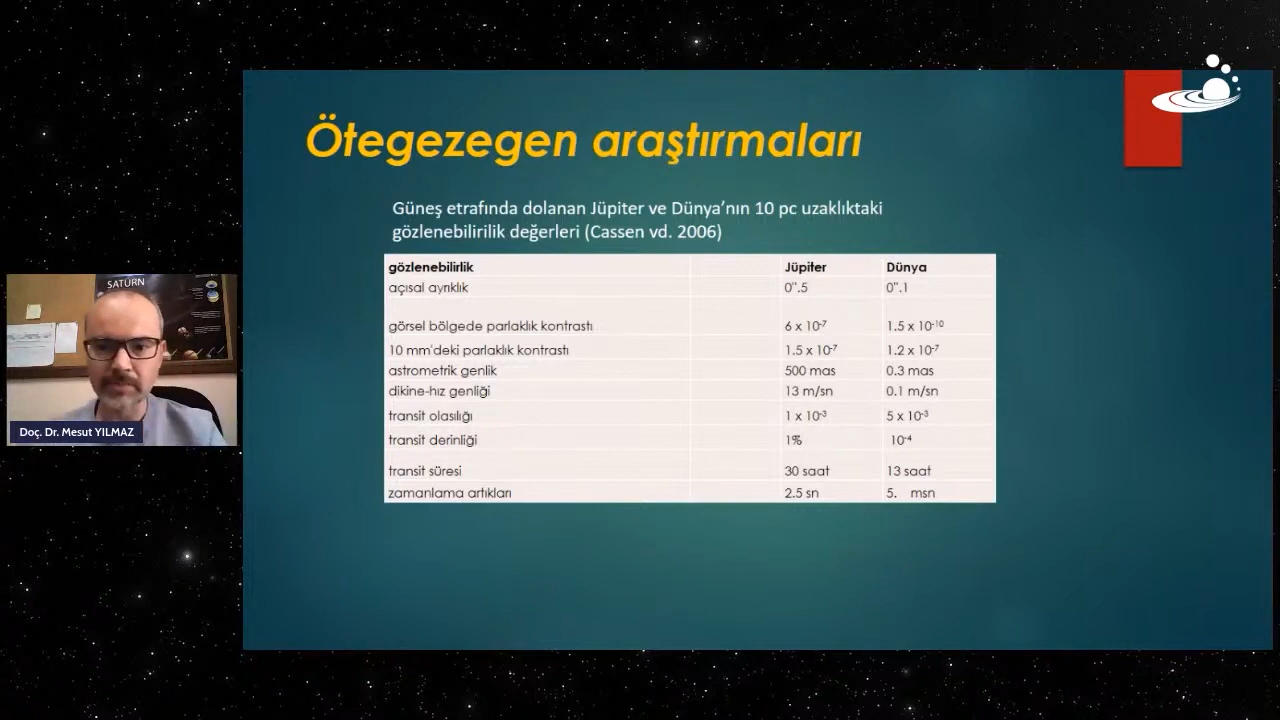 Ötegezegen araştırmaları
Güneş etrafında dolanan Jüpiter ve Dünya’nın 10 pc uzaklıktaki
gözlenebilirilik değerleri (Cassen vd. 2006)
gözlenebilirlik Jüpiter Dünya
açısal ayrıklık 0".5 0".1
görsel bölgede parlaklık kontrastı 6 x 10⁻⁷ 1.5 x 10⁻¹⁰
10 mm'deki parlaklık kontrastı 1.5 x 10⁻⁷ 1.2 x 10⁻⁷
astrometrik genlik 500 mas 0.3 mas
dikine-hız genliği 13 m/sn 0.1 m/sn
transit olasılığı 1 x 10⁻³ 5 x 10⁻³
transit derinliği 1% 10⁻⁴
transit süresi 30 saat 13 saat
zamanlama artıkları 2.5 sn 5. msn
SATÜRN
Doç. Dr. Mesut YILMAZ